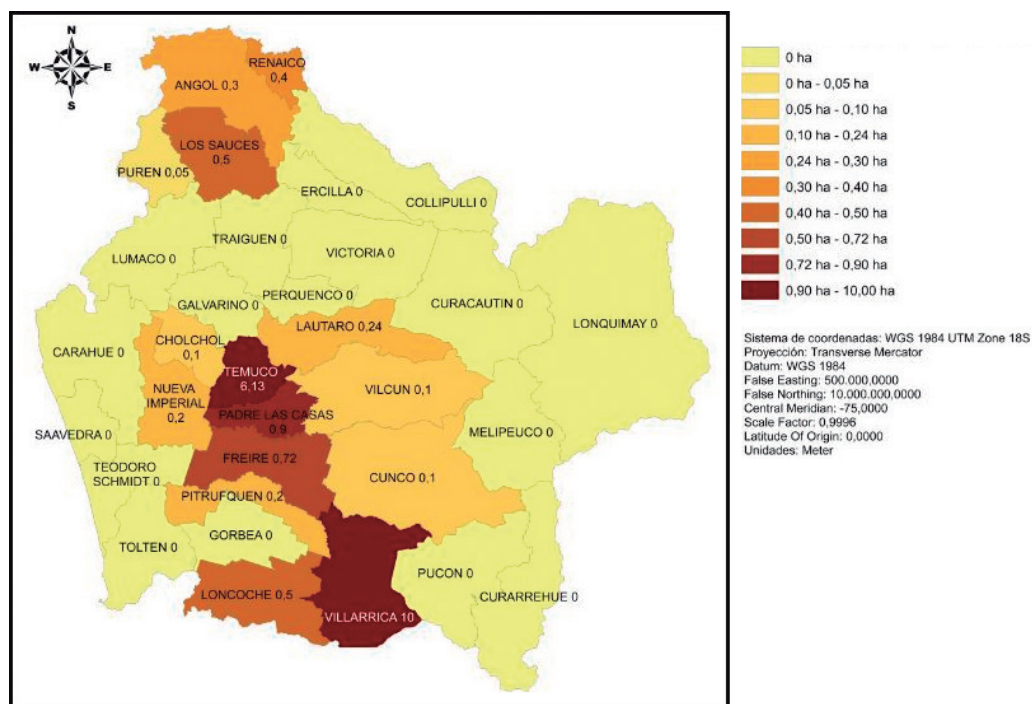 N
W E
S
RENAICO
0,4
ANGOL 0,3
LOS SAUCES
0,5
PUREN 0,05
ERCILLA 0
COLLIPULLI 0
TRAIGUEN 0
LUMACO 0
VICTORIA 0
GALVARINO 0
PERQUENCO 0
CURACAUTIN 0
LONQUIMAY 0
LAUTARO 0,24
CHOLCHOL
0,1
CARAHUE 0
TEMUCO
6,13
VILCUN 0,1
NUEVA
IMPERIAL
0,2
PADRE LAS CASAS
0,9
SAAVEDRA 0
MELIPEUCO 0
FREIRE 0,72
TEODORO
SCHMIDT 0
CUNCO 0,1
PITRUFQUEN 0,2
GORBEA 0
TOLTEN 0
PUCON 0
LONCOCHE 0,5
CURARREHUE 0
VILLARRICA 10
0 ha
0 ha - 0,05 ha
0,05 ha - 0,10 ha
0,10 ha - 0,24 ha
0,24 ha - 0,30 ha
0,30 ha - 0,40 ha
0,40 ha - 0,50 ha
0,50 ha - 0,72 ha
0,72 ha - 0,90 ha
0,90 ha - 10,00 ha
Sistema de coordenadas: WGS 1984 UTM Zone 18S
Proyección: Transverse Mercator
Datum: WGS 1984
False Easting: 500.000,0000
False Northing: 10.000.000,0000
Central Meridian: -75,0000
Scale Factor: 0,9996
Latitude Of Origin: 0,0000
Unidades: Meter